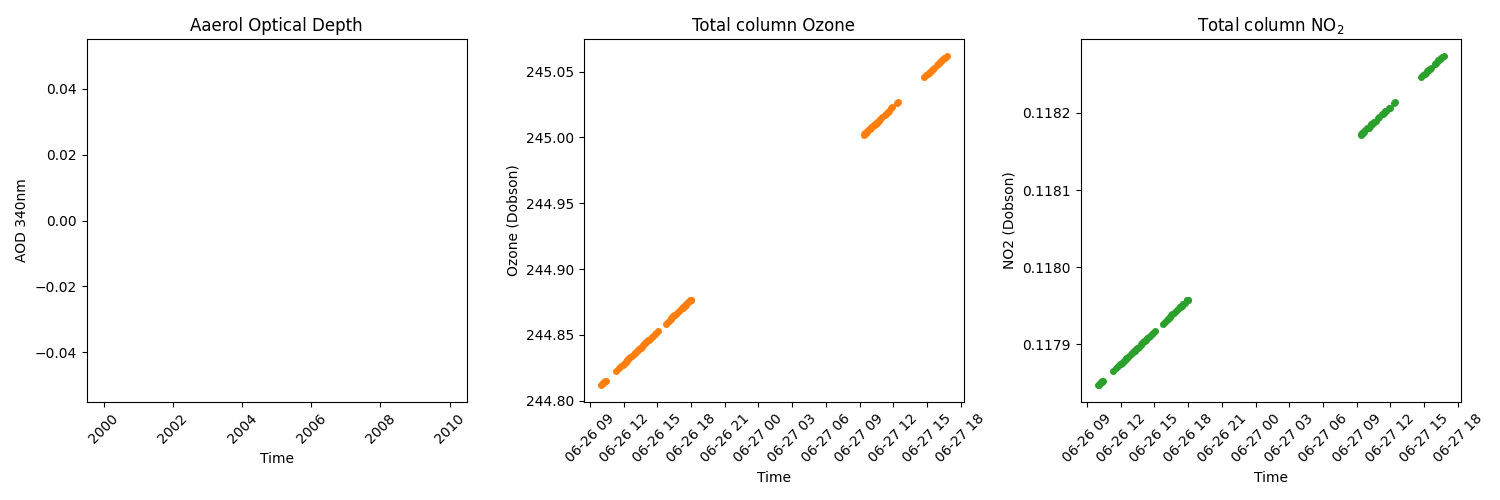 Aaerol Optical Depth
AOD 340nm
0.04
0.02
0.00
−0.02
−0.04
2000 2002 2004 2006 2008 2010
Time
Total column Ozone
Ozone (Dobson)
245.05
245.00
244.95
244.90
244.85
244.80
06-26 09 06-26 12 06-26 15 06-26 18 06-26 21 06-27 00 06-27 03 06-27 06 06-27 09 06-27 12 06-27 15 06-27 18
Time
Total column NO₂
NO2 (Dobson)
0.1182
0.1181
0.1180
0.1179
06-26 09 06-26 12 06-26 15 06-26 18 06-26 21 06-27 00 06-27 03 06-27 06 06-27 09 06-27 12 06-27 15 06-27 18
Time